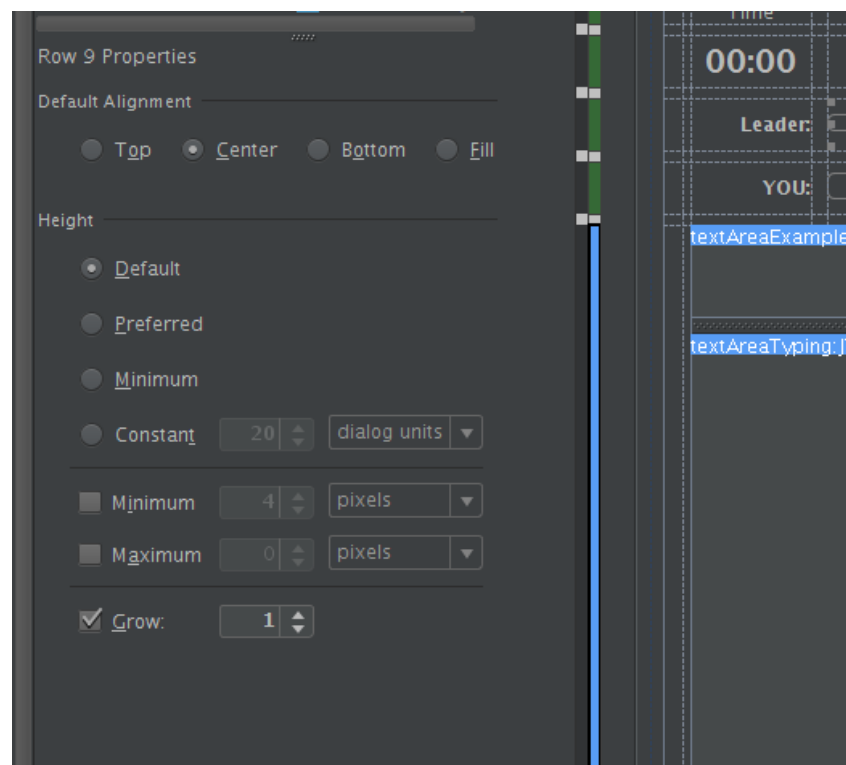 Time
Row 9 Properties
00:00
Default Alignment
Top Center Bottom Fill
Leader:
YOU:
Height
textAreaExample
Default
Preferred
textAreaTyping:J
Minimum
Constant 20 dialog units
Minimum 4 pixels
Maximum 0 pixels
Grow: 1